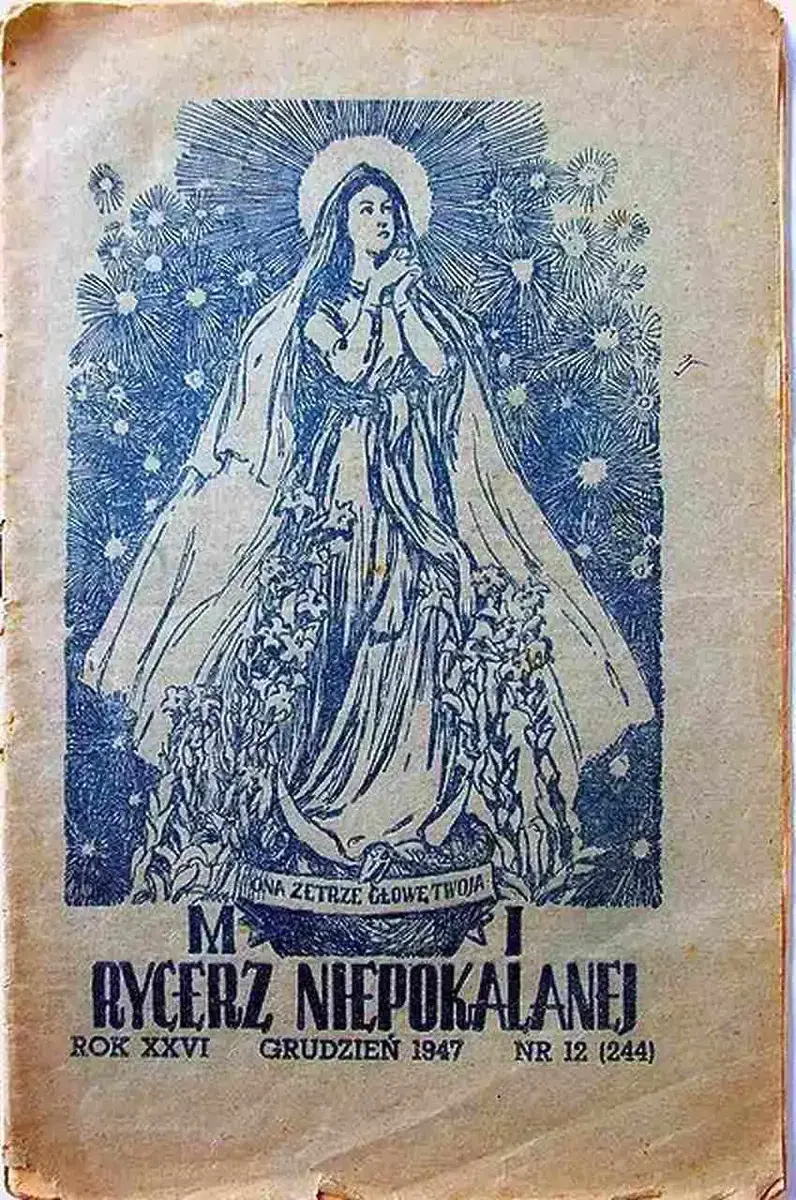 ONA ZETRZE GŁOWĘ TWOJĄ
M I
RYCERZ NIEPOKALANEJ
ROK XXVI GRUDZIEŃ 1947 NR 12 (244)